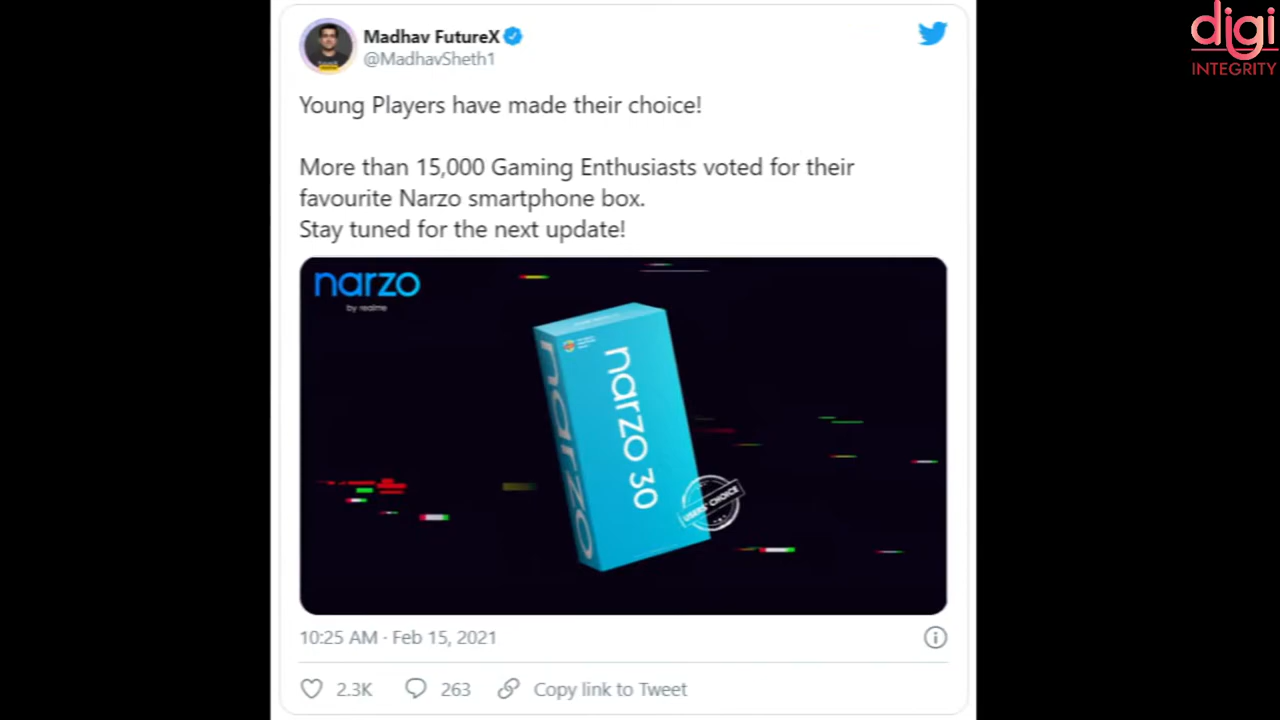 digi
INTEGRITY
Madhav FutureX
@MadhavSheth1
Young Players have made their choice!
More than 15,000 Gaming Enthusiasts voted for their
favourite Narzo smartphone box.
Stay tuned for the next update!
narzo
by realme
narzo
narzo 30
USERS' CHOICE
10:25 AM · Feb 15, 2021
2.3K
263
Copy link to Tweet